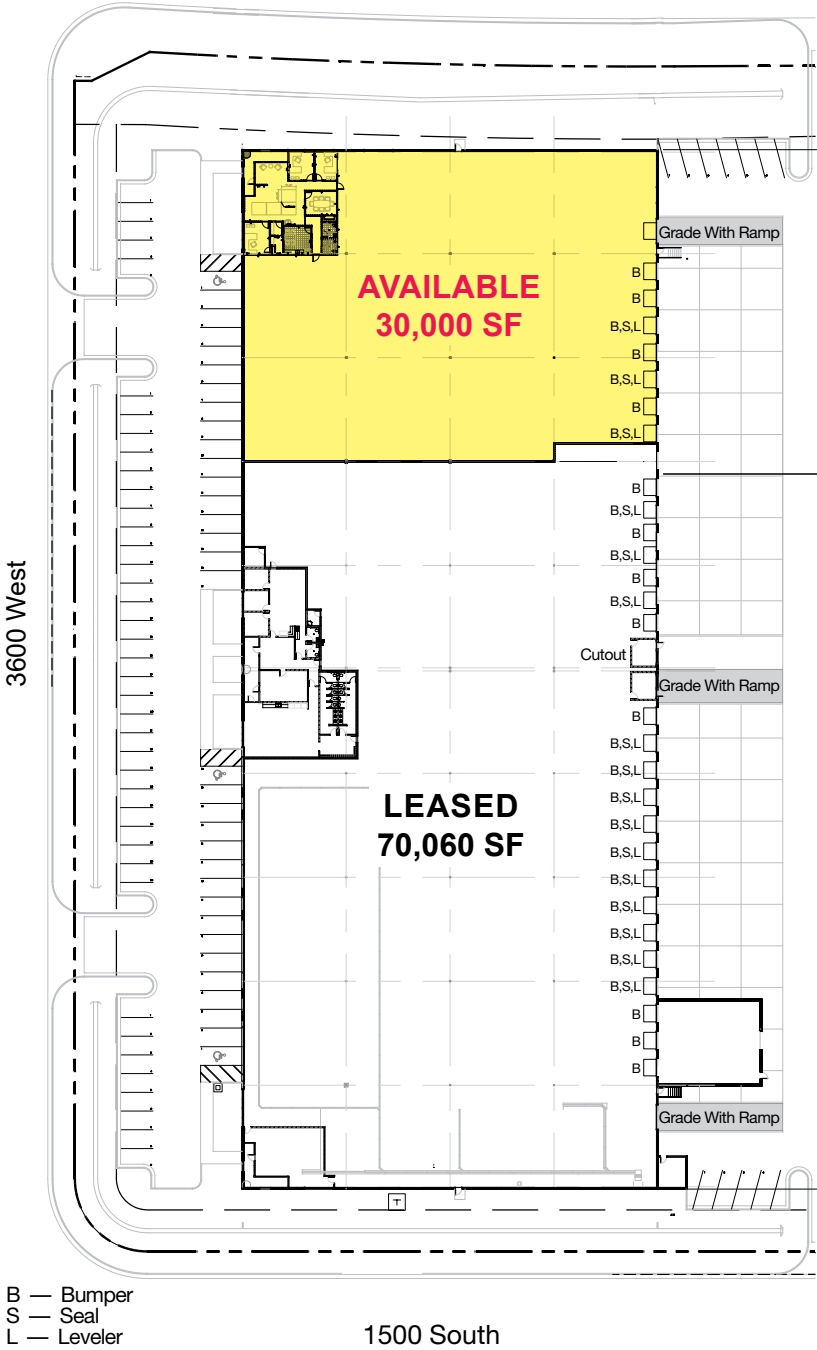 Grade With Ramp
AVAILABLE
30,000 SF
B
B
B,S,L
B
B,S,L
B
B,S,L
B
B,S,L
B
B,S,L
B
B,S,L
B
Cutout
Grade With Ramp
3600 West
B
B,S,L
B,S,L
B,S,L
B,S,L
B,S,L
B,S,L
B,S,L
B,S,L
B,S,L
B,S,L
B
B
B
LEASED
70,060 SF
Grade With Ramp
T
B — Bumper
S — Seal
L — Leveler
1500 South